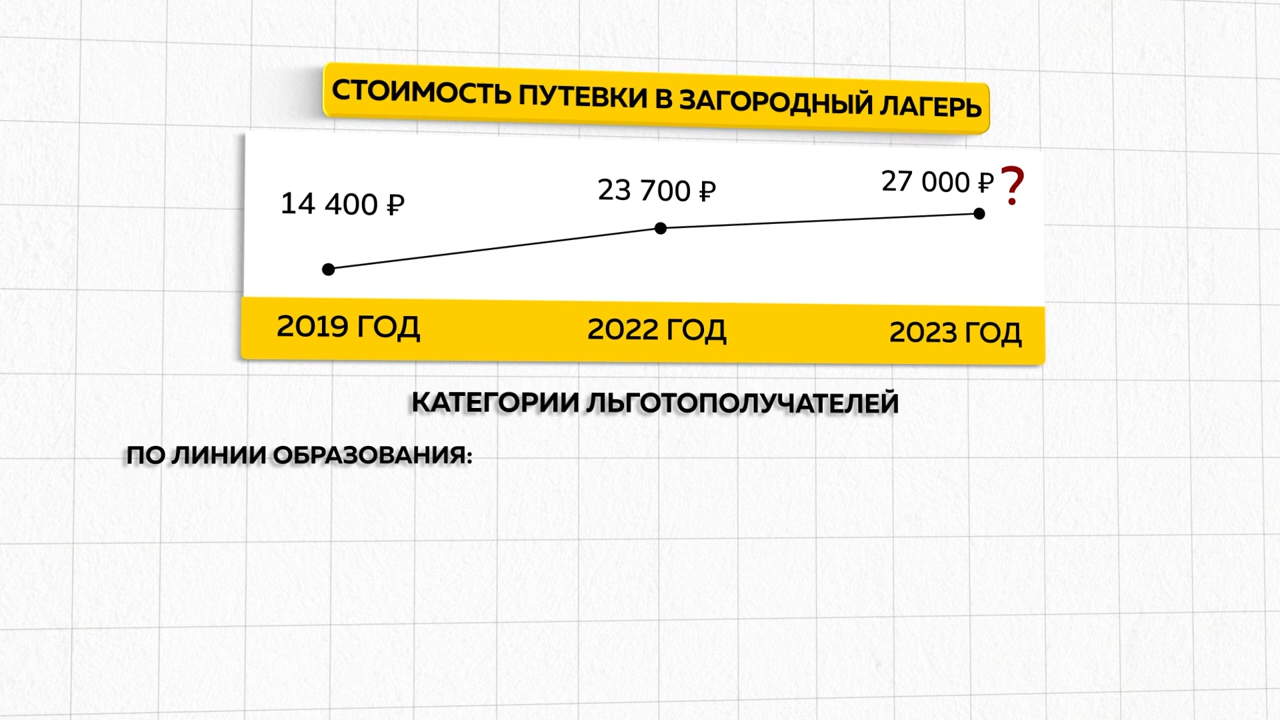 СТОИМОСТЬ ПУТЕВКИ В ЗАГОРОДНЫЙ ЛАГЕРЬ
14 400 ₽ 23 700 ₽ 27 000 ₽ ?
2019 ГОД 2022 ГОД 2023 ГОД
КАТЕГОРИИ ЛЬГОТОПОЛУЧАТЕЛЕЙ
ПО ЛИНИИ ОБРАЗОВАНИЯ: